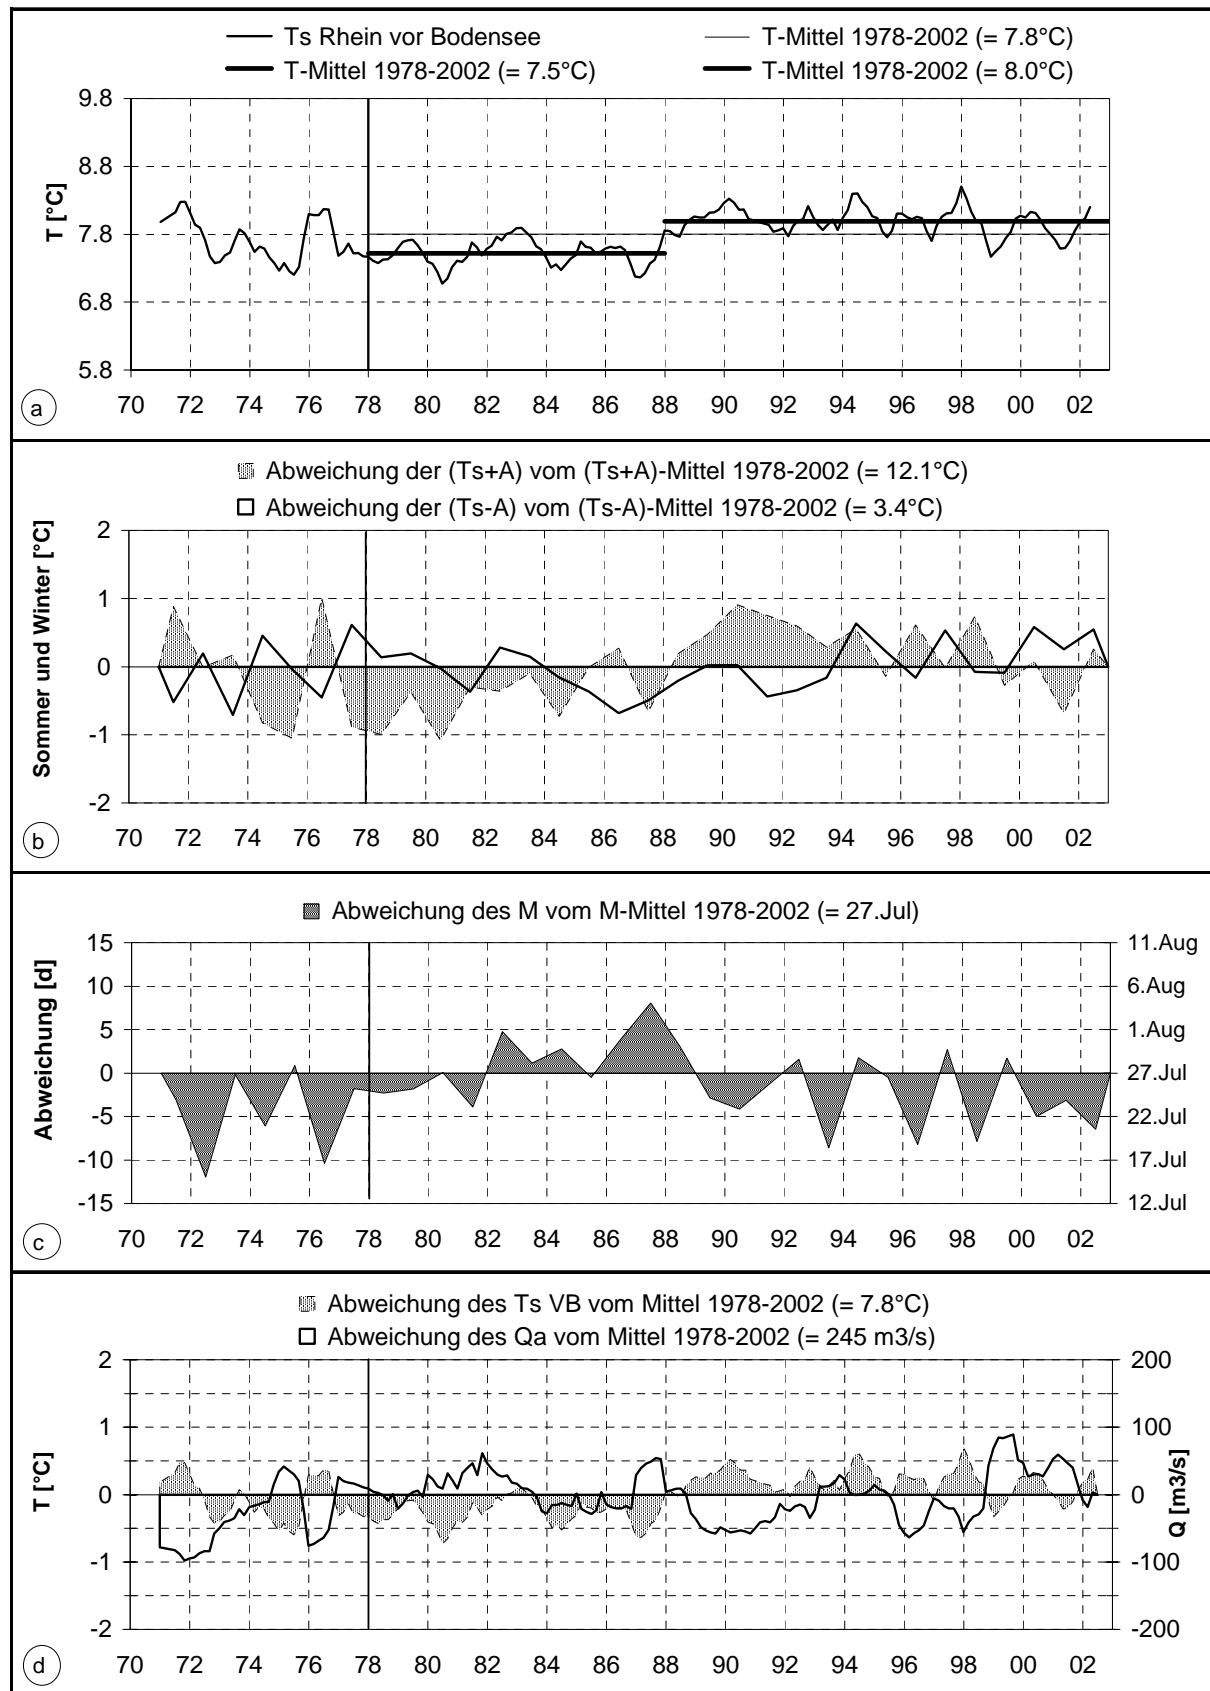 Ts Rhein vor Bodensee
T-Mittel 1978-2002 (= 7.8°C)
T-Mittel 1978-2002 (= 7.5°C)
T-Mittel 1978-2002 (= 8.0°C)
T [°C]
9.8
8.8
7.8
6.8
5.8
70 72 74 76 78 80 82 84 86 88 90 92 94 96 98 00 02
a
Abweichung der (Ts+A) vom (Ts+A)-Mittel 1978-2002 (= 12.1°C)
Abweichung der (Ts-A) vom (Ts-A)-Mittel 1978-2002 (= 3.4°C)
Sommer und Winter [°C]
2
1
0
-1
-2
70 72 74 76 78 80 82 84 86 88 90 92 94 96 98 00 02
b
Abweichung des M vom M-Mittel 1978-2002 (= 27.Jul)
Abweichung [d]
15 11.Aug
10 6.Aug
5 1.Aug
0 27.Jul
-5 22.Jul
-10 17.Jul
-15 12.Jul
70 72 74 76 78 80 82 84 86 88 90 92 94 96 98 00 02
c
Abweichung des Ts VB vom Mittel 1978-2002 (= 7.8°C)
Abweichung des Qa vom Mittel 1978-2002 (= 245 m3/s)
T [°C]
2 200
1 100
0 0
-1 -100
-2 -200
Q [m3/s]
70 72 74 76 78 80 82 84 86 88 90 92 94 96 98 00 02
d